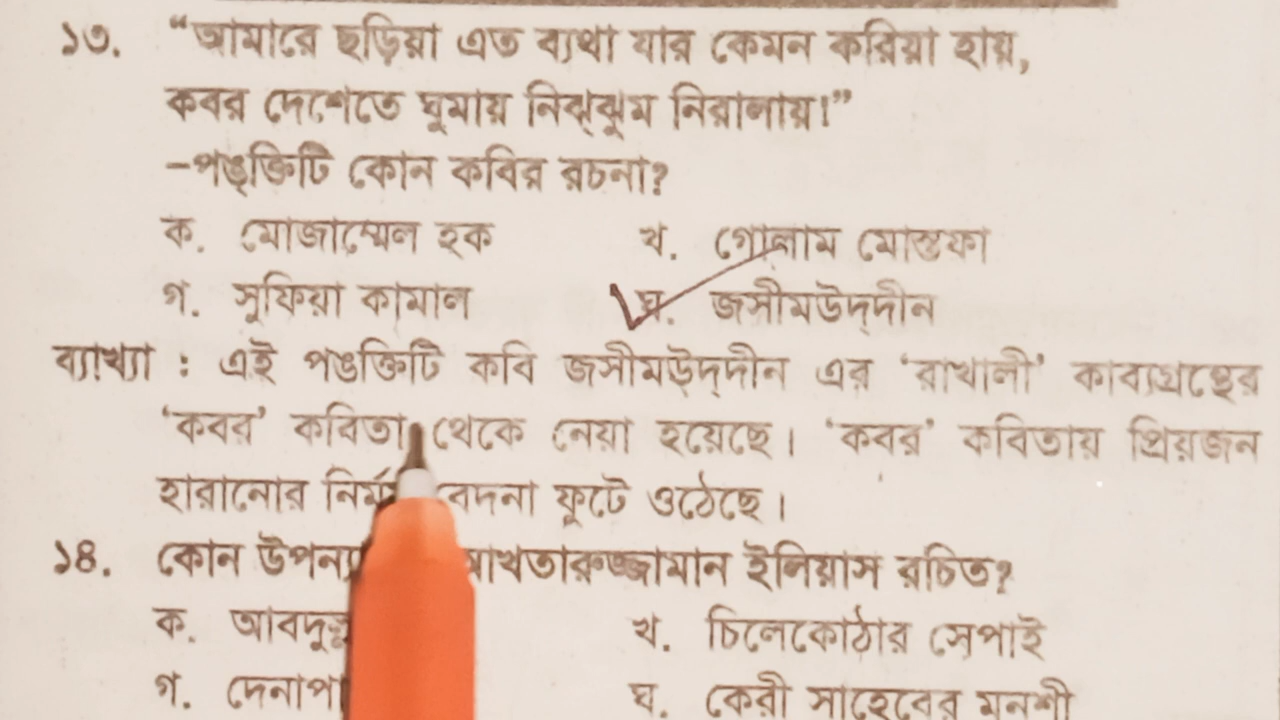 ১৩. “আমারে ছড়িয়া এত ব্যথা যার কেমন করিয়া হায়,
কবর দেশেতে ঘুমায় নিঝ্ঝুম নিরালায়।”
–পঙ্‌ক্তিটি কোন কবির রচনা?
ক. মোজাম্মেল হক খ. গোলাম মোস্তফা
গ. সুফিয়া কামাল ঘ. জসীমউদ্‌দীন
ব্যাখ্যা : এই পঙক্তিটি কবি জসীমউদ্‌দীন এর ‘রাখালী’ কাব্যগ্রন্থের
‘কবর’ কবিতা থেকে নেয়া হয়েছে। ‘কবর’ কবিতায় প্রিয়জন
হারানোর বেদনা ফুটে ওঠেছে।
১৪. কোন আখতারুজ্জামান ইলিয়াস রচিত?
ক. খ. চিলেকোঠার সেপাই
গ. ঘ. কেরী সাহেবের মুনশী